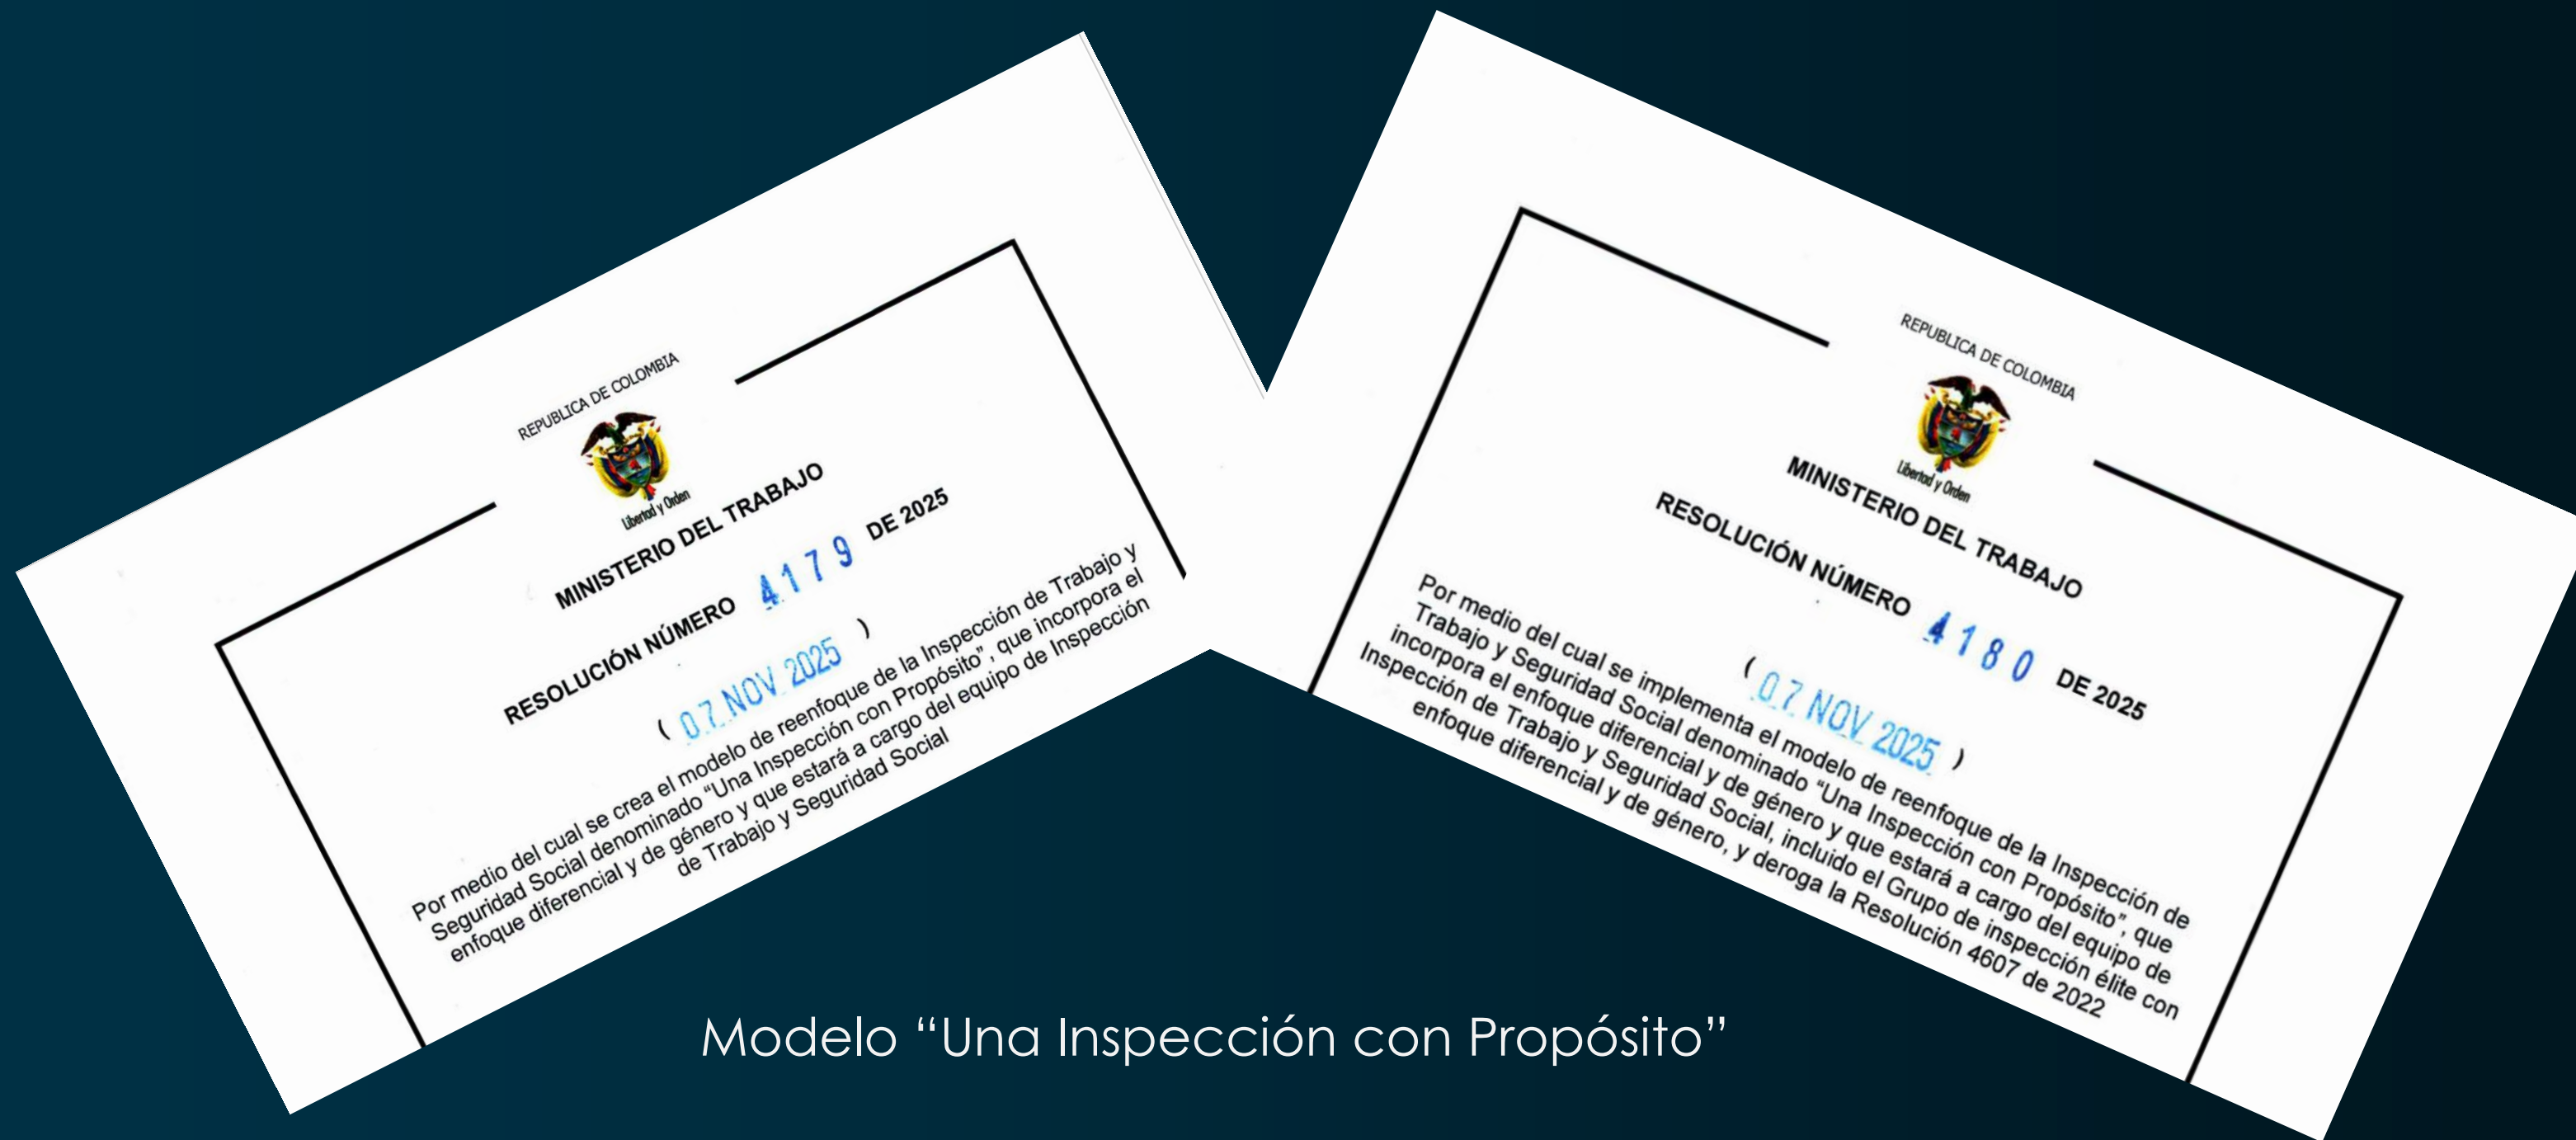 REPUBLICA DE COLOMBIA
Libertad y Orden
MINISTERIO DEL TRABAJO
RESOLUCIÓN NÚMERO 4179 DE 2025
( 07 NOV 2025 )
Por medio del cual se crea el modelo de reenfoque de la Inspección de Trabajo y
Seguridad Social denominado “Una Inspección con Propósito”, que incorpora el
enfoque diferencial y de género y que estará a cargo del equipo de Inspección
de Trabajo y Seguridad Social
REPUBLICA DE COLOMBIA
Libertad y Orden
MINISTERIO DEL TRABAJO
RESOLUCIÓN NÚMERO 4180 DE 2025
( 07 NOV 2025 )
Por medio del cual se implementa el modelo de reenfoque de la Inspección de
Trabajo y Seguridad Social denominado “Una Inspección con Propósito”, que
incorpora el enfoque diferencial y de género y que estará a cargo del equipo de
Inspección de Trabajo y Seguridad Social, incluido el Grupo de inspección élite con
enfoque diferencial y de género, y deroga la Resolución 4607 de 2022
Modelo “Una Inspección con Propósito”